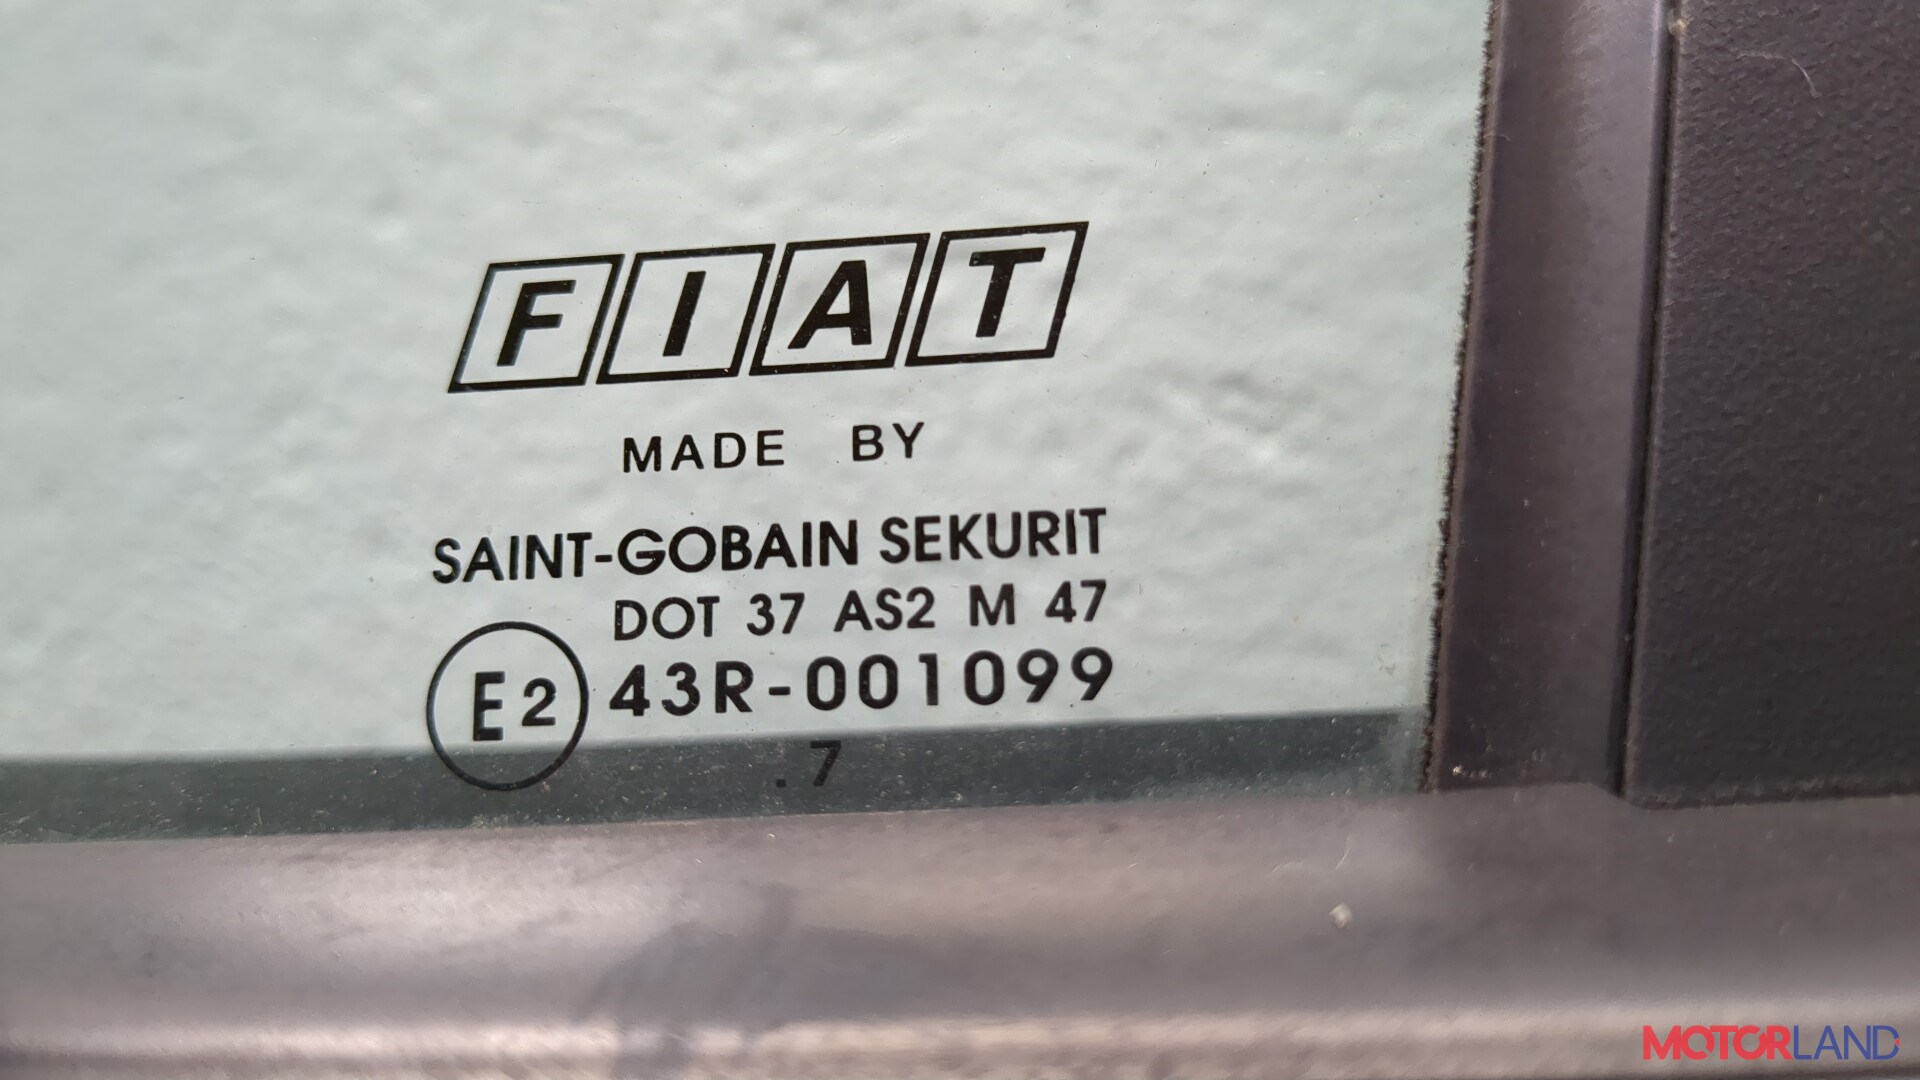 FIAT
MADE BY
SAINT-GOBAIN SEKURIT
DOT 37 AS2 M 47
E2 43R-001099
.7
MOTORLAND